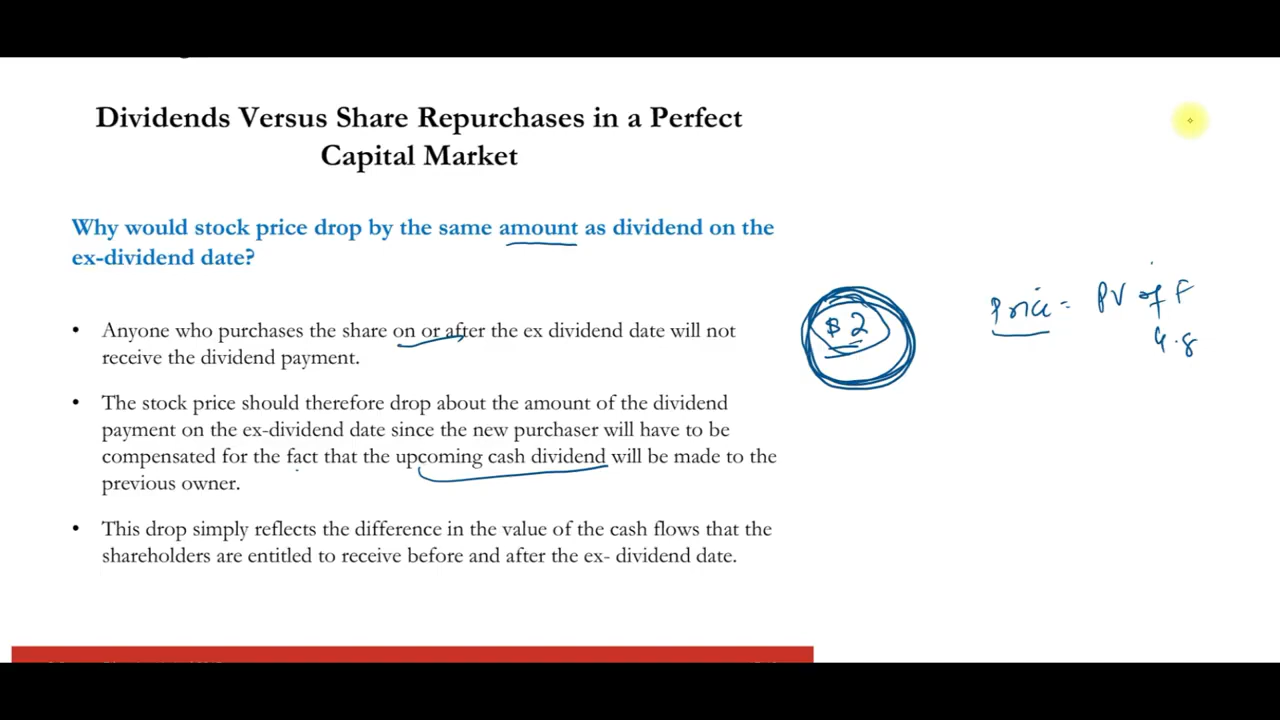 Dividends Versus Share Repurchases in a Perfect
Capital Market
Why would stock price drop by the same amount as dividend on the
ex-dividend date?
• Anyone who purchases the share on or after the ex dividend date will not
receive the dividend payment.
• The stock price should therefore drop about the amount of the dividend
payment on the ex-dividend date since the new purchaser will have to be
compensated for the fact that the upcoming cash dividend will be made to the
previous owner.
• This drop simply reflects the difference in the value of the cash flows that the
shareholders are entitled to receive before and after the ex- dividend date.
$ 2
Price = PV of F